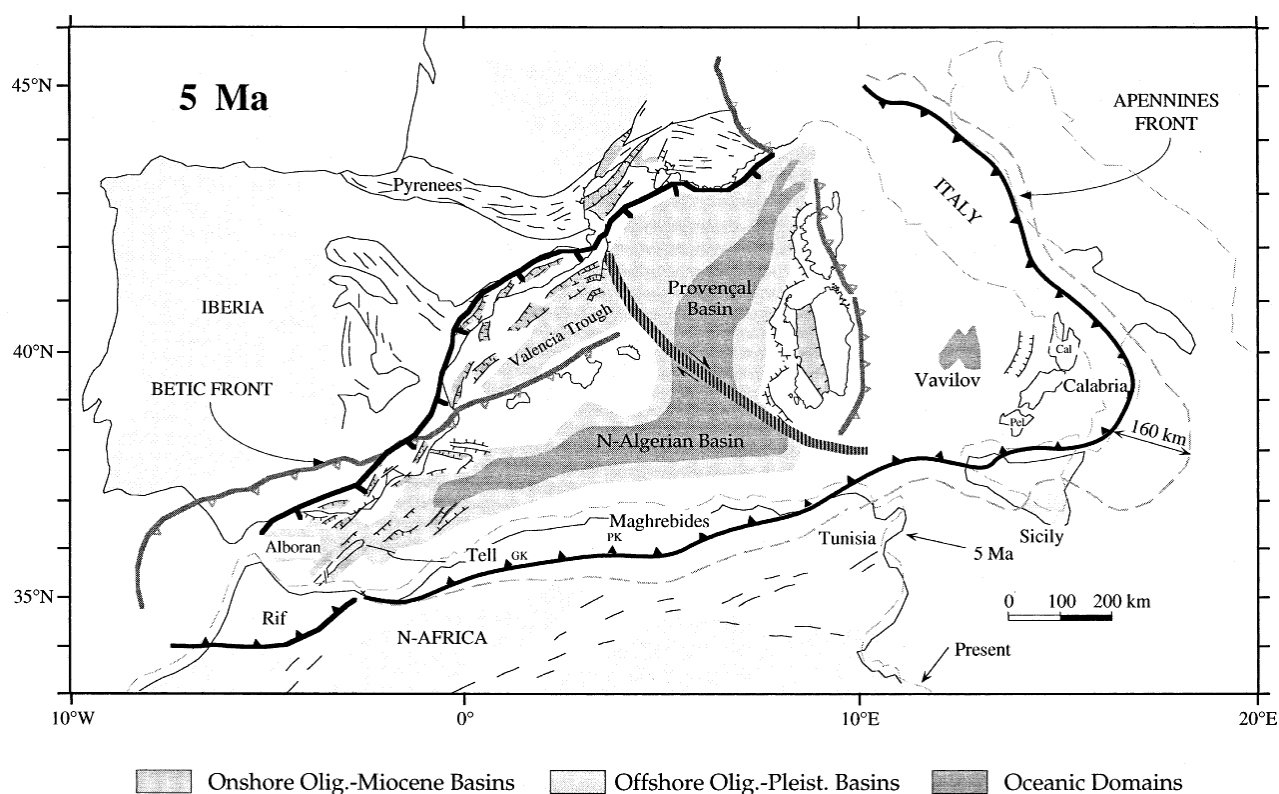 45°N
5 Ma
APENNINES
FRONT
Pyrenees
ITALY
IBERIA
Provençal
Basin
Valencia Trough
40°N
BETIC FRONT
Vavilov
Cal
Calabria
Pel
160 km
N-Algerian Basin
Maghrebides
PK
Alboran
Tell
GK
Tunisia
Sicily
5 Ma
35°N
Rif
0 100 200 km
N-AFRICA
Present
10°W
0°
10°E
20°E
Onshore Olig.-Miocene Basins
Offshore Olig.-Pleist. Basins
Oceanic Domains